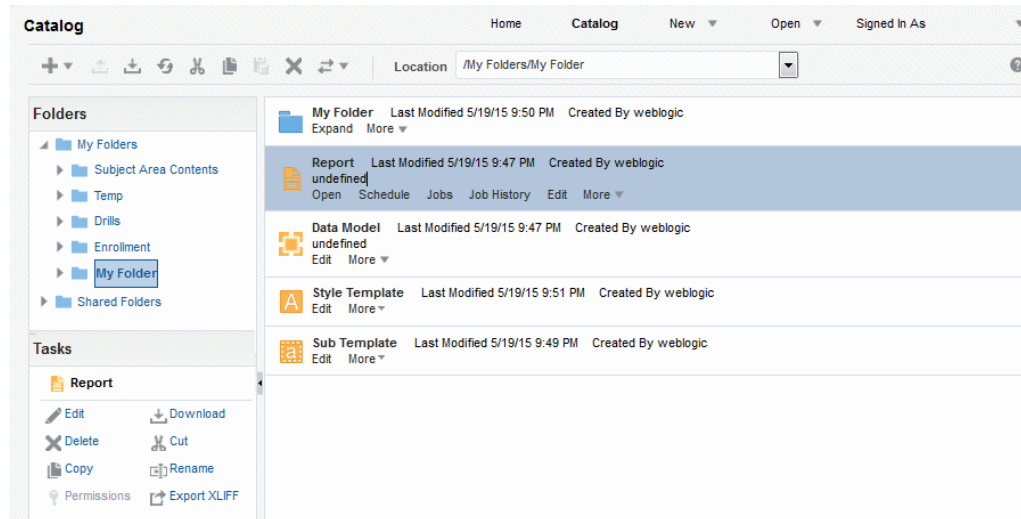 Catalog
Home Catalog New Open Signed In As
Location /My Folders/My Folder
Folders
My Folders
Subject Area Contents
Temp
Drills
Enrollment
My Folder
Shared Folders
Tasks
Report
Edit Download
Delete Cut
Copy Rename
Permissions Export XLIFF
My Folder Last Modified 5/19/15 9:50 PM Created By weblogic
Expand More
Report Last Modified 5/19/15 9:47 PM Created By weblogic
undefined
Open Schedule Jobs Job History Edit More
Data Model Last Modified 5/19/15 9:47 PM Created By weblogic
undefined
Edit More
Style Template Last Modified 5/19/15 9:51 PM Created By weblogic
A
Edit More
Sub Template Last Modified 5/19/15 9:49 PM Created By weblogic
a
Edit More